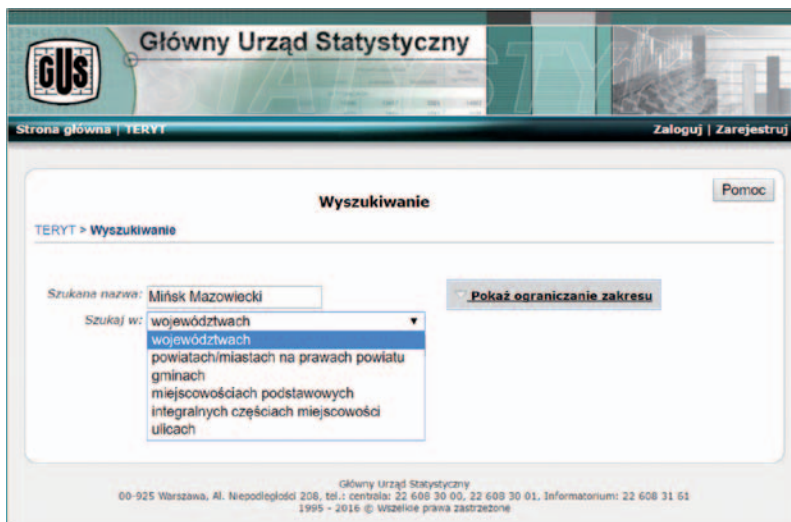 GUS
Główny Urząd Statystyczny
Strona główna | TERYT
Zaloguj | Zarejestruj
Pomoc
Wyszukiwanie
TERYT > Wyszukiwanie
Szukana nazwa: Mińsk Mazowiecki
Pokaż ograniczanie zakresu
Szukaj w: województwach
województwach
powiatach/miastach na prawach powiatu
gminach
miejscowościach podstawowych
integralnych częściach miejscowości
ulicach
Główny Urząd Statystyczny
00-925 Warszawa, Al. Niepodległości 208, tel.: centrala: 22 608 30 00, 22 608 30 01, Informatorium: 22 608 31 61
1995 - 2016 © Wszelkie prawa zastrzeżone